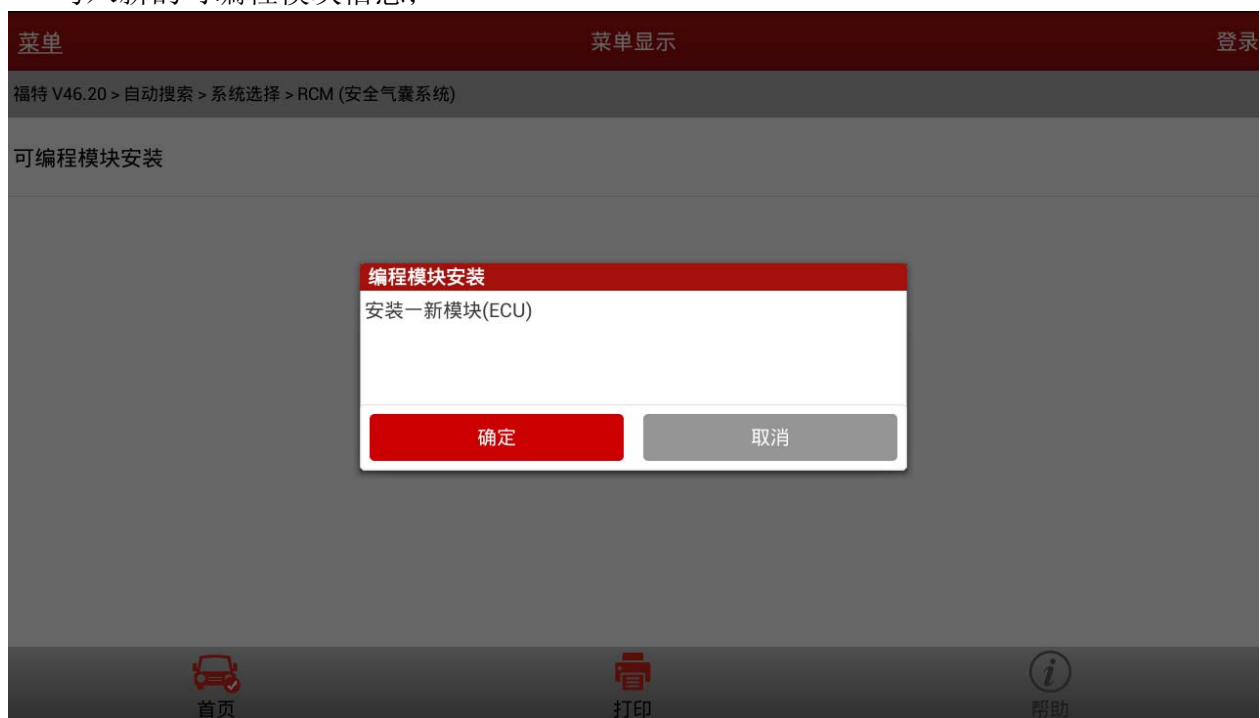 菜单 菜单显示 登录
福特 V46.20 > 自动搜索 > 系统选择 > RCM (安全气囊系统)
可编程模块安装
编程模块安装
安装一新模块(ECU)
确定 取消
首页 打印 帮助